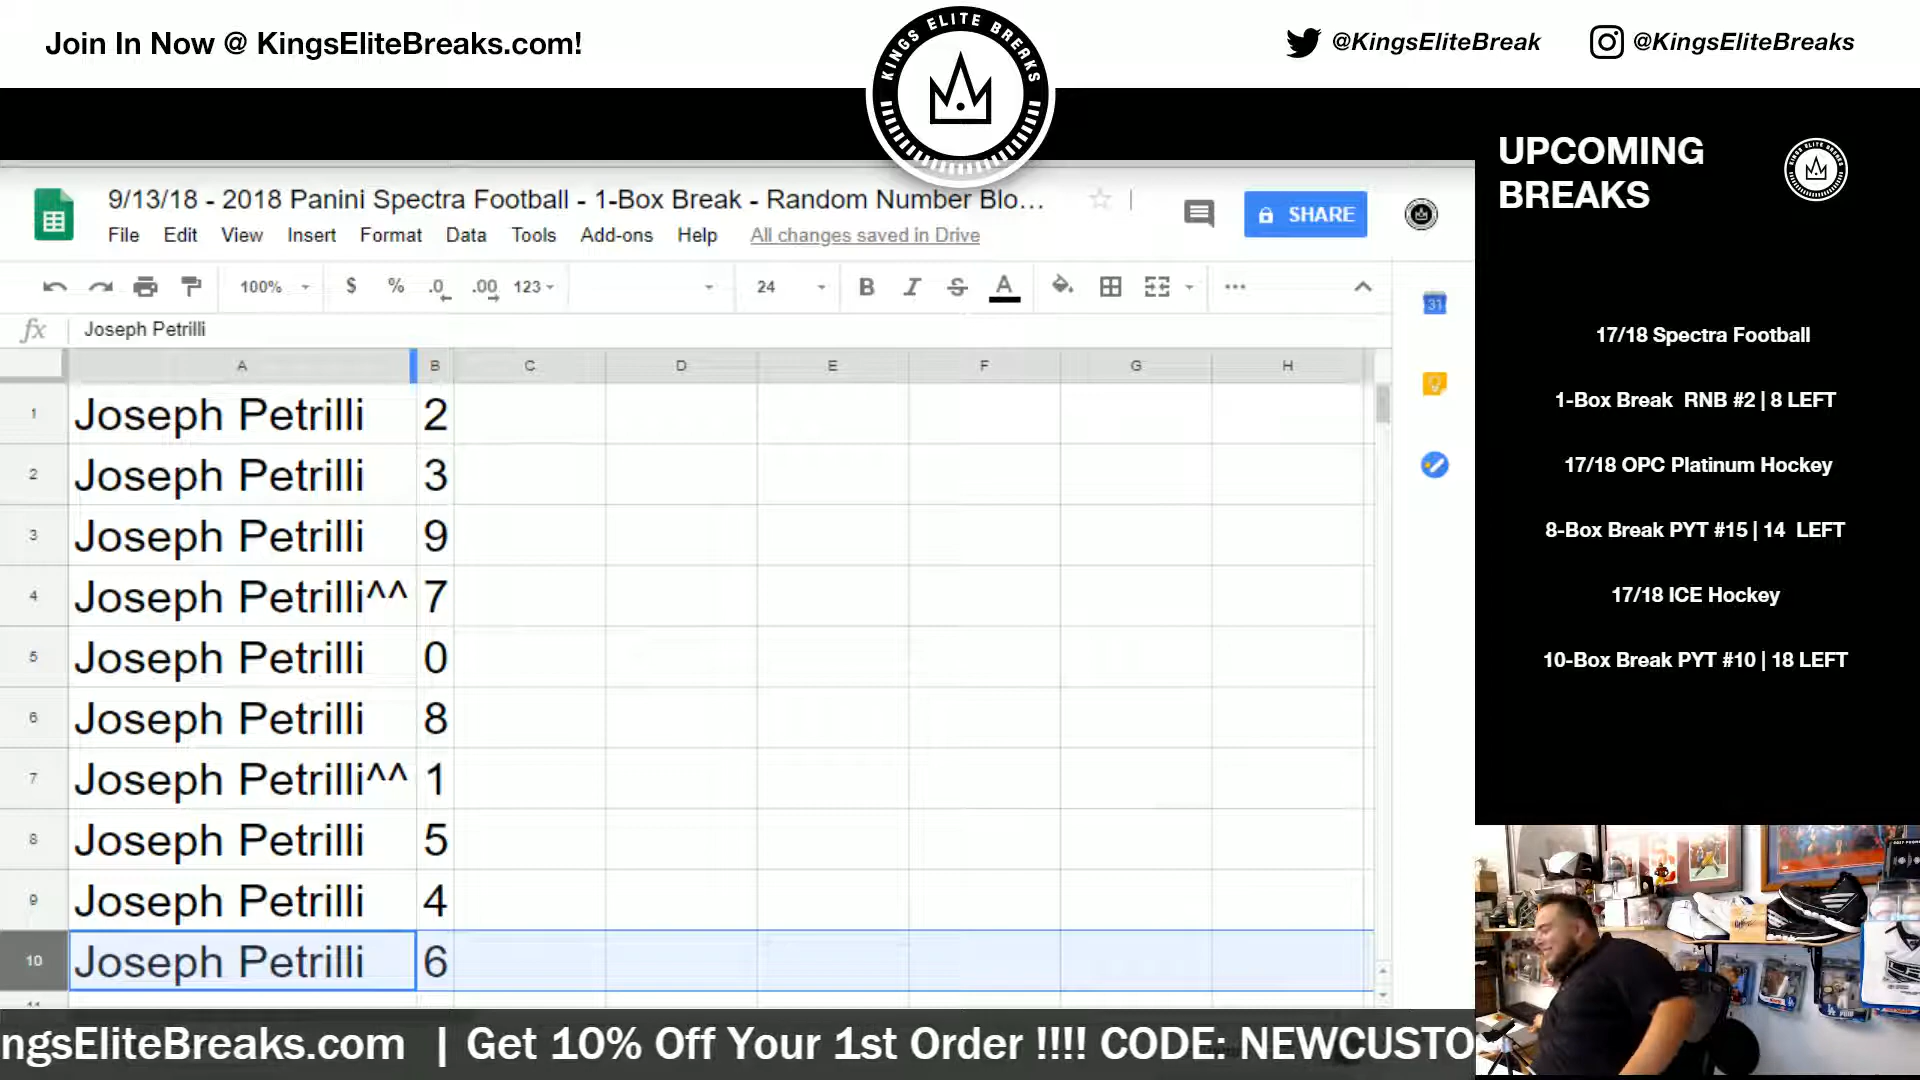 Join In Now @ KingsEliteBreaks.com!
KINGS ELITE BREAKS
@KingsEliteBreak
@KingsEliteBreaks
UPCOMING
BREAKS
17/18 Spectra Football
1-Box Break RNB #2 | 8 LEFT
17/18 OPC Platinum Hockey
8-Box Break PYT #15 | 14 LEFT
17/18 ICE Hockey
10-Box Break PYT #10 | 18 LEFT
9/13/18 - 2018 Panini Spectra Football - 1-Box Break - Random Number Blo...
SHARE
File Edit View Insert Format Data Tools Add-ons Help All changes saved in Drive
100% $ % .0 .00 123 24 B I S A ...
31
fx Joseph Petrilli
A B C D E F G H
1 Joseph Petrilli 2
2 Joseph Petrilli 3
3 Joseph Petrilli 9
4 Joseph Petrilli^^ 7
5 Joseph Petrilli 0
6 Joseph Petrilli 8
7 Joseph Petrilli^^ 1
8 Joseph Petrilli 5
9 Joseph Petrilli 4
10 Joseph Petrilli 6
ngsEliteBreaks.com | Get 10% Off Your 1st Order !!!! CODE: NEWCUSTO